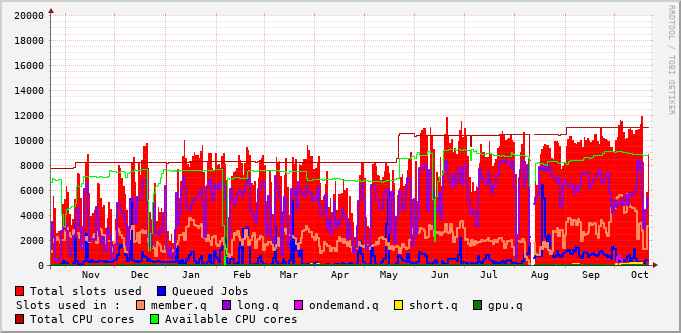 20000
18000
16000
14000
12000
10000
8000
6000
4000
2000
0
Nov Dec Jan Feb Mar Apr May Jun Jul Aug Sep Oct
Total slots used Queued Jobs
Slots used in : member.q long.q ondemand.q short.q gpu.q
Total CPU cores Available CPU cores
RRDTOOL / TOBI OETIKER